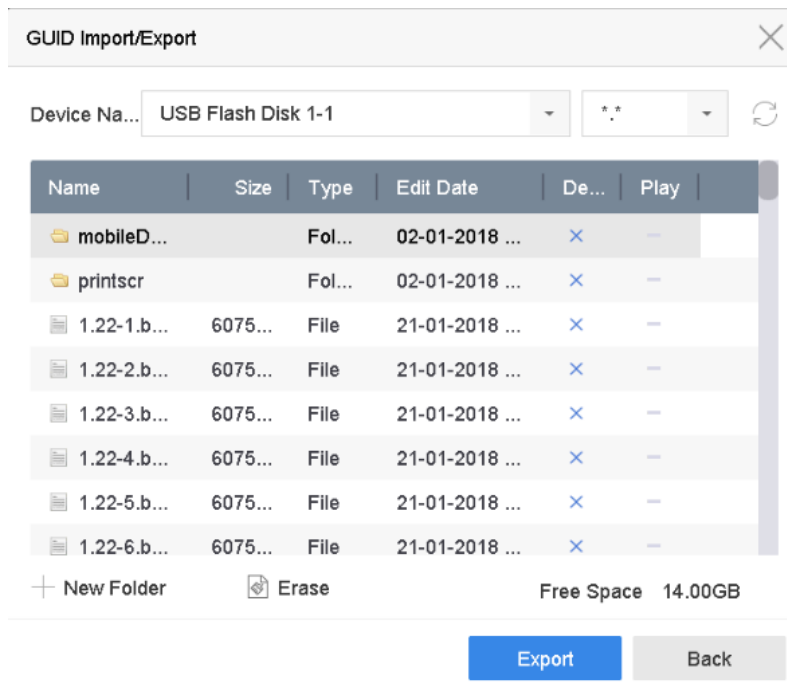 GUID Import/Export
Device Na... USB Flash Disk 1-1 *.*
Name Size Type Edit Date De... Play
mobileD... Fol... 02-01-2018 ...
printscr Fol... 02-01-2018 ...
1.22-1.b... 6075... File 21-01-2018 ...
1.22-2.b... 6075... File 21-01-2018 ...
1.22-3.b... 6075... File 21-01-2018 ...
1.22-4.b... 6075... File 21-01-2018 ...
1.22-5.b... 6075... File 21-01-2018 ...
1.22-6.b... 6075... File 21-01-2018 ...
New Folder Erase Free Space 14.00GB
Export Back